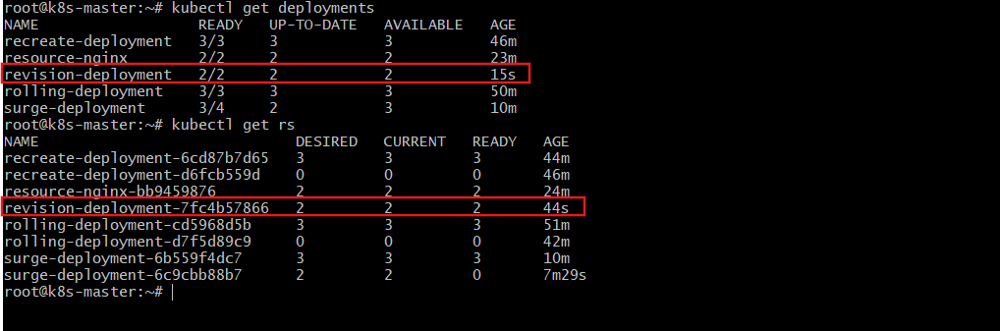 root@k8s-master:~# kubectl get deployments
NAME                  READY   UP-TO-DATE   AVAILABLE   AGE
recreate-deployment   3/3     3            3           46m
resource-nginx        2/2     2            2           23m
revision-deployment   2/2     2            2           15s
rolling-deployment    3/3     3            3           50m
surge-deployment      3/4     2            3           10m
root@k8s-master:~# kubectl get rs
NAME                             DESIRED   CURRENT   READY   AGE
recreate-deployment-6cd87b7d65   3         3         3       44m
recreate-deployment-d6fcb559d    0         0         0       46m
resource-nginx-bb9459876         2         2         2       24m
revision-deployment-7fc4b57866   2         2         2       44s
rolling-deployment-cd5968d5b     3         3         3       51m
rolling-deployment-d7f5d89c9     0         0         0       42m
surge-deployment-6b559f4dc7      3         3         3       10m
surge-deployment-6c9cbb88b7      2         2         0       7m29s
root@k8s-master:~#